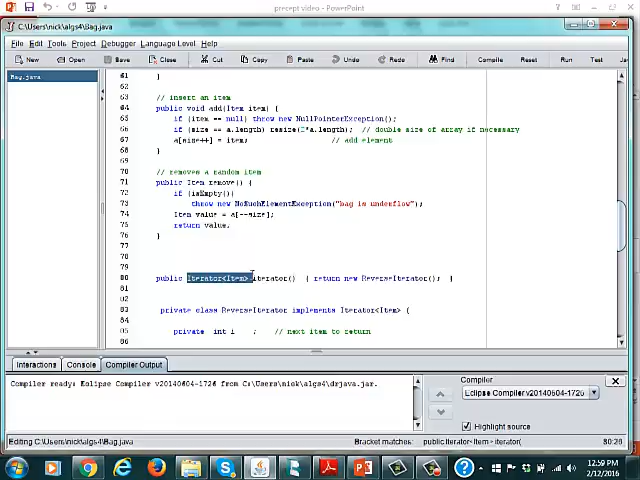 precept video - PowerPoint
C:\Users\nick\algs4\Bag.java
File Edit Tools Project Debugger Language Level Help
New Open Save Close Cut Copy Paste Undo Redo Find Compile Reset Run Test
Bag.java
61 }
62
63 // insert an item
64 public void add(Item item) {
65 if (item == null) throw new NullPointerException();
66 if (size == a.length) resize(2*a.length); // double size of array if necessary
67 a[size++] = item; // add element
68 }
69
70 // removes a random item
71 public Item remove() {
72 if (isEmpty()){
73 throw new NoSuchElementException("bag is underflow");
74 Item value = a[--size];
75 return value;
76 }
77
78
79
80 public Iterator<Item> iterator() { return new ReverseIterator(); }
81
82
83 private class ReverseIterator implements Iterator<Item> {
84
85 private int i ; // next item to return
86
Interactions Console Compiler Output
Compiler ready: Eclipse Compiler v20140604-1726 from C:\Users\nick\algs4\drjava.jar.
Compiler
Eclipse Compiler v20140604-1726
Highlight source
Editing C:\Users\nick\algs4\Bag.java
Bracket matches: public Iterator<Item> iterator(
80:26
12:59 PM
2/12/2016